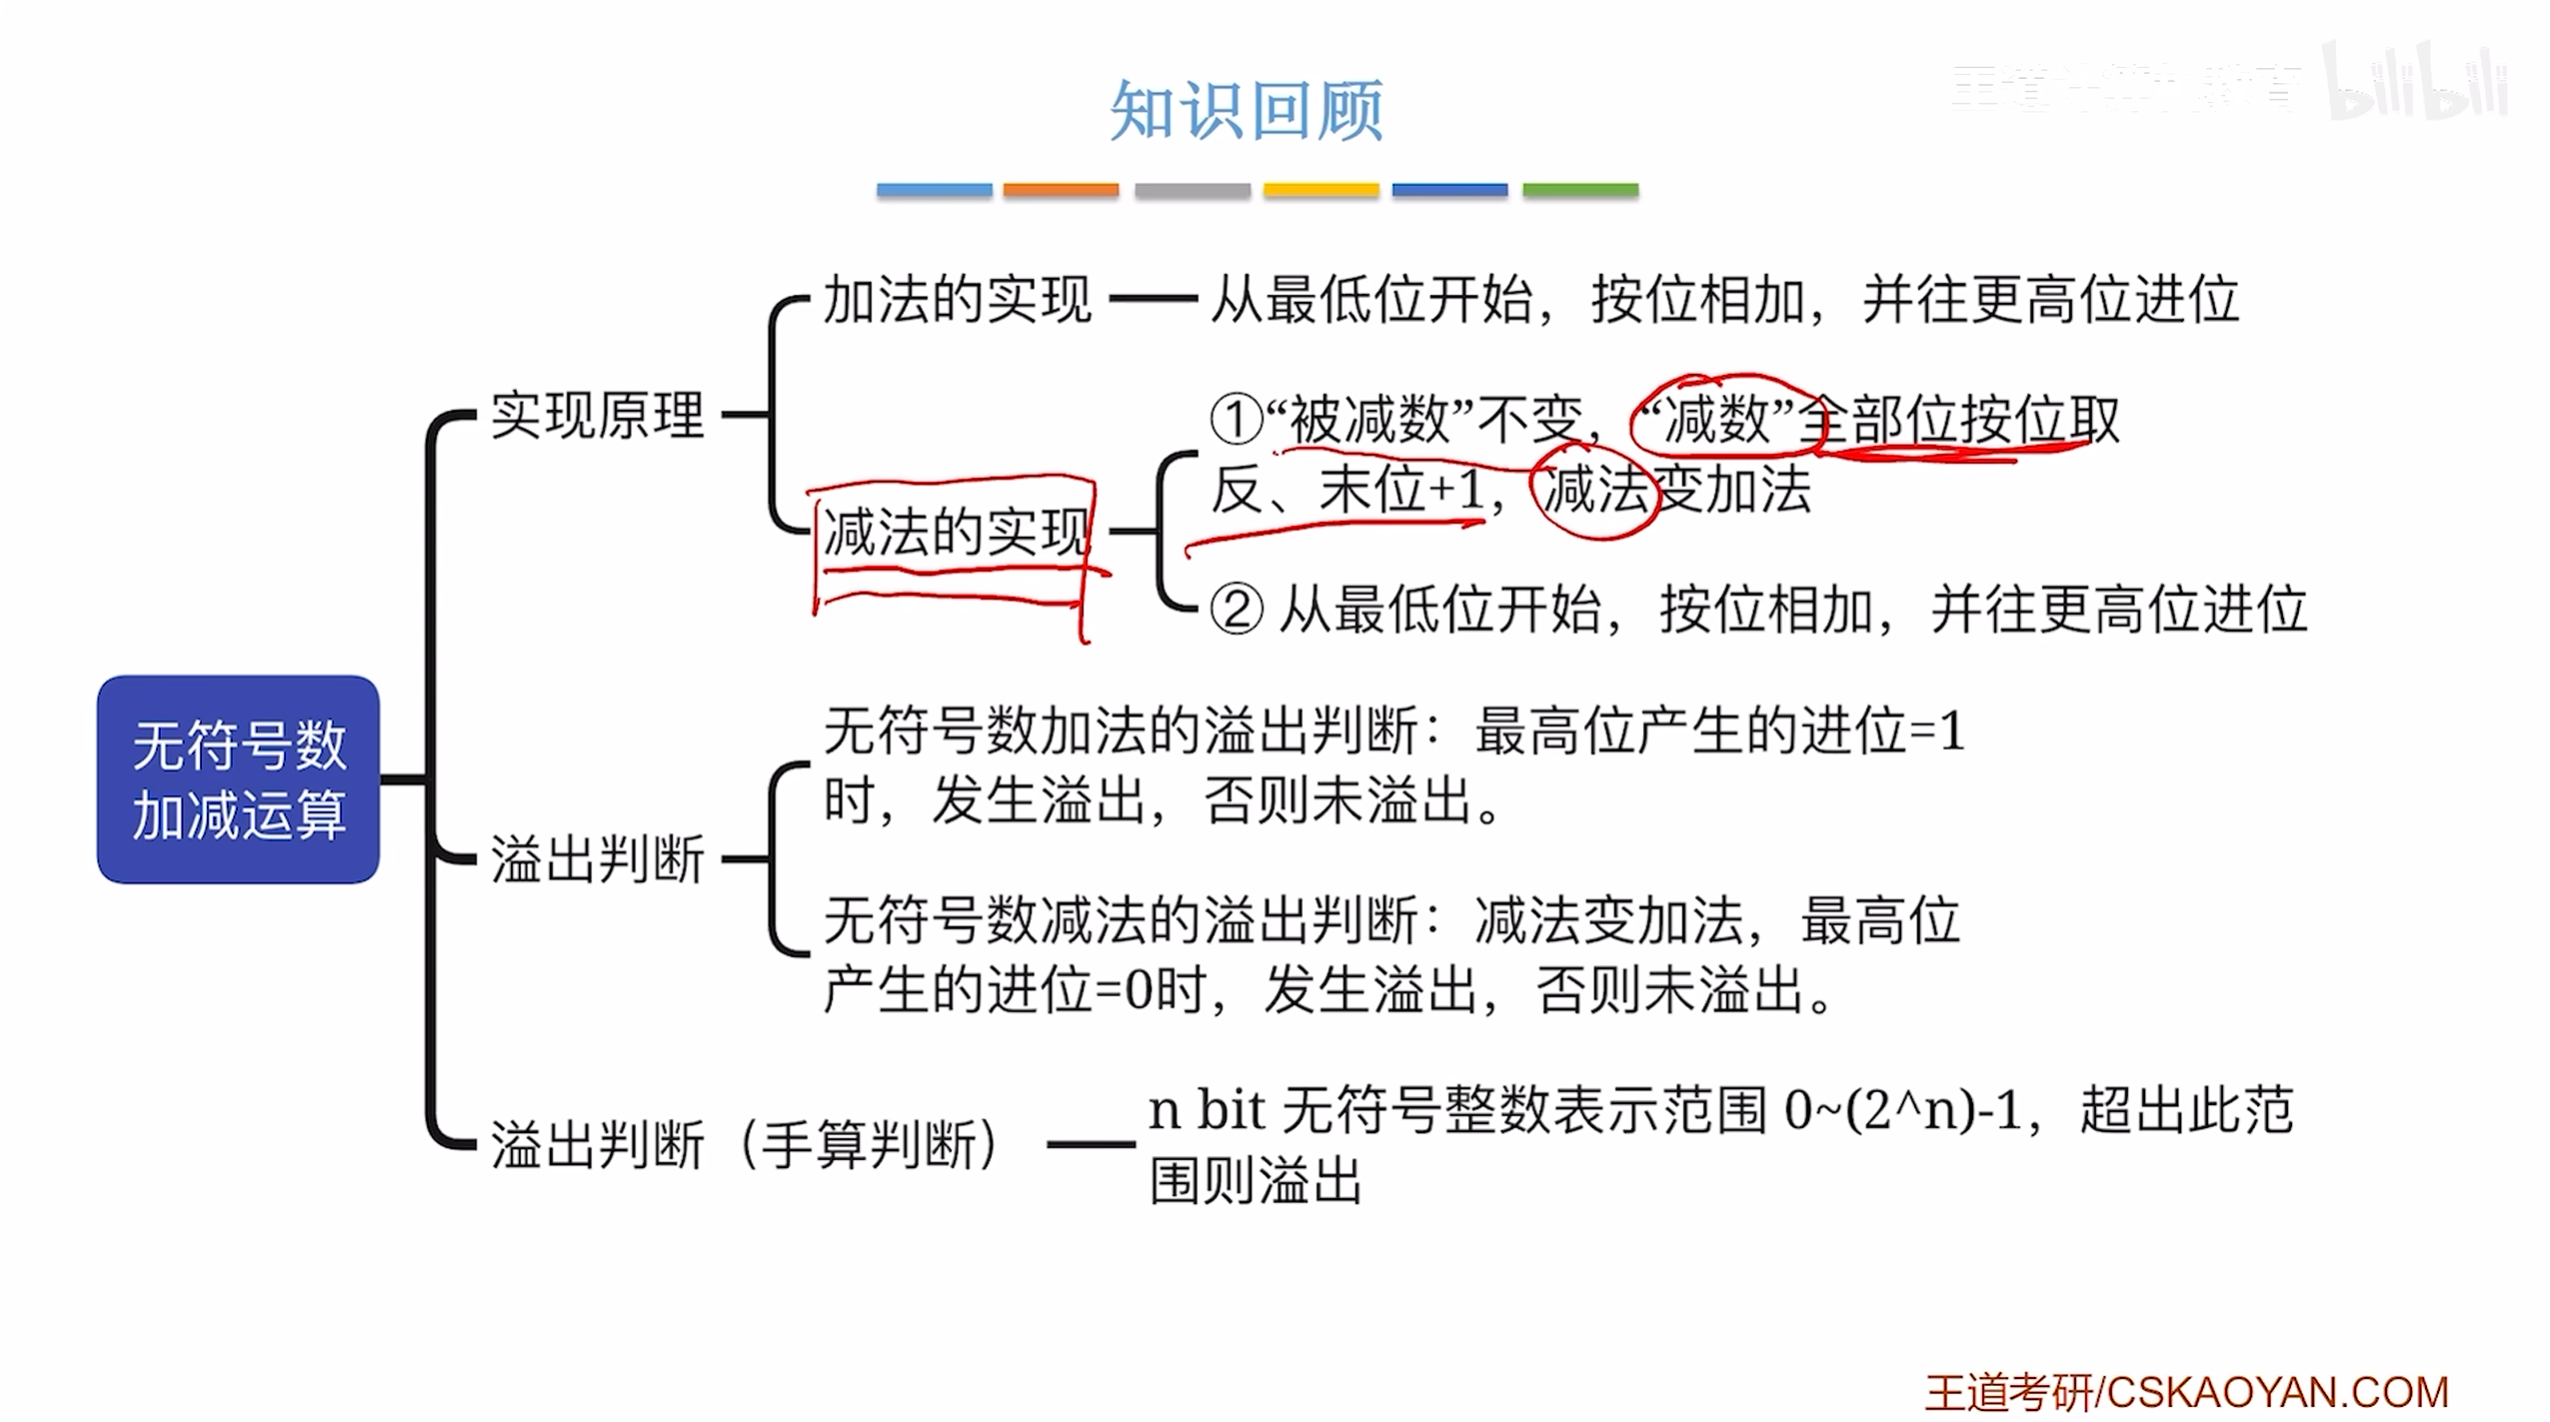 知识回顾
bilibili
加法的实现
从最低位开始，按位相加，并往更高位进位
实现原理
①“被减数”不变，“减数”全部位按位取
反、末位+1，减法变加法
减法的实现
② 从最低位开始，按位相加，并往更高位进位
无符号数
加减运算
无符号数加法的溢出判断：最高位产生的进位=1
时，发生溢出，否则未溢出。
溢出判断
无符号数减法的溢出判断：减法变加法，最高位
产生的进位=0时，发生溢出，否则未溢出。
溢出判断（手算判断）
n bit 无符号整数表示范围 0~(2^n)-1，超出此范
围则溢出
王道考研/CSKAOYAN.COM